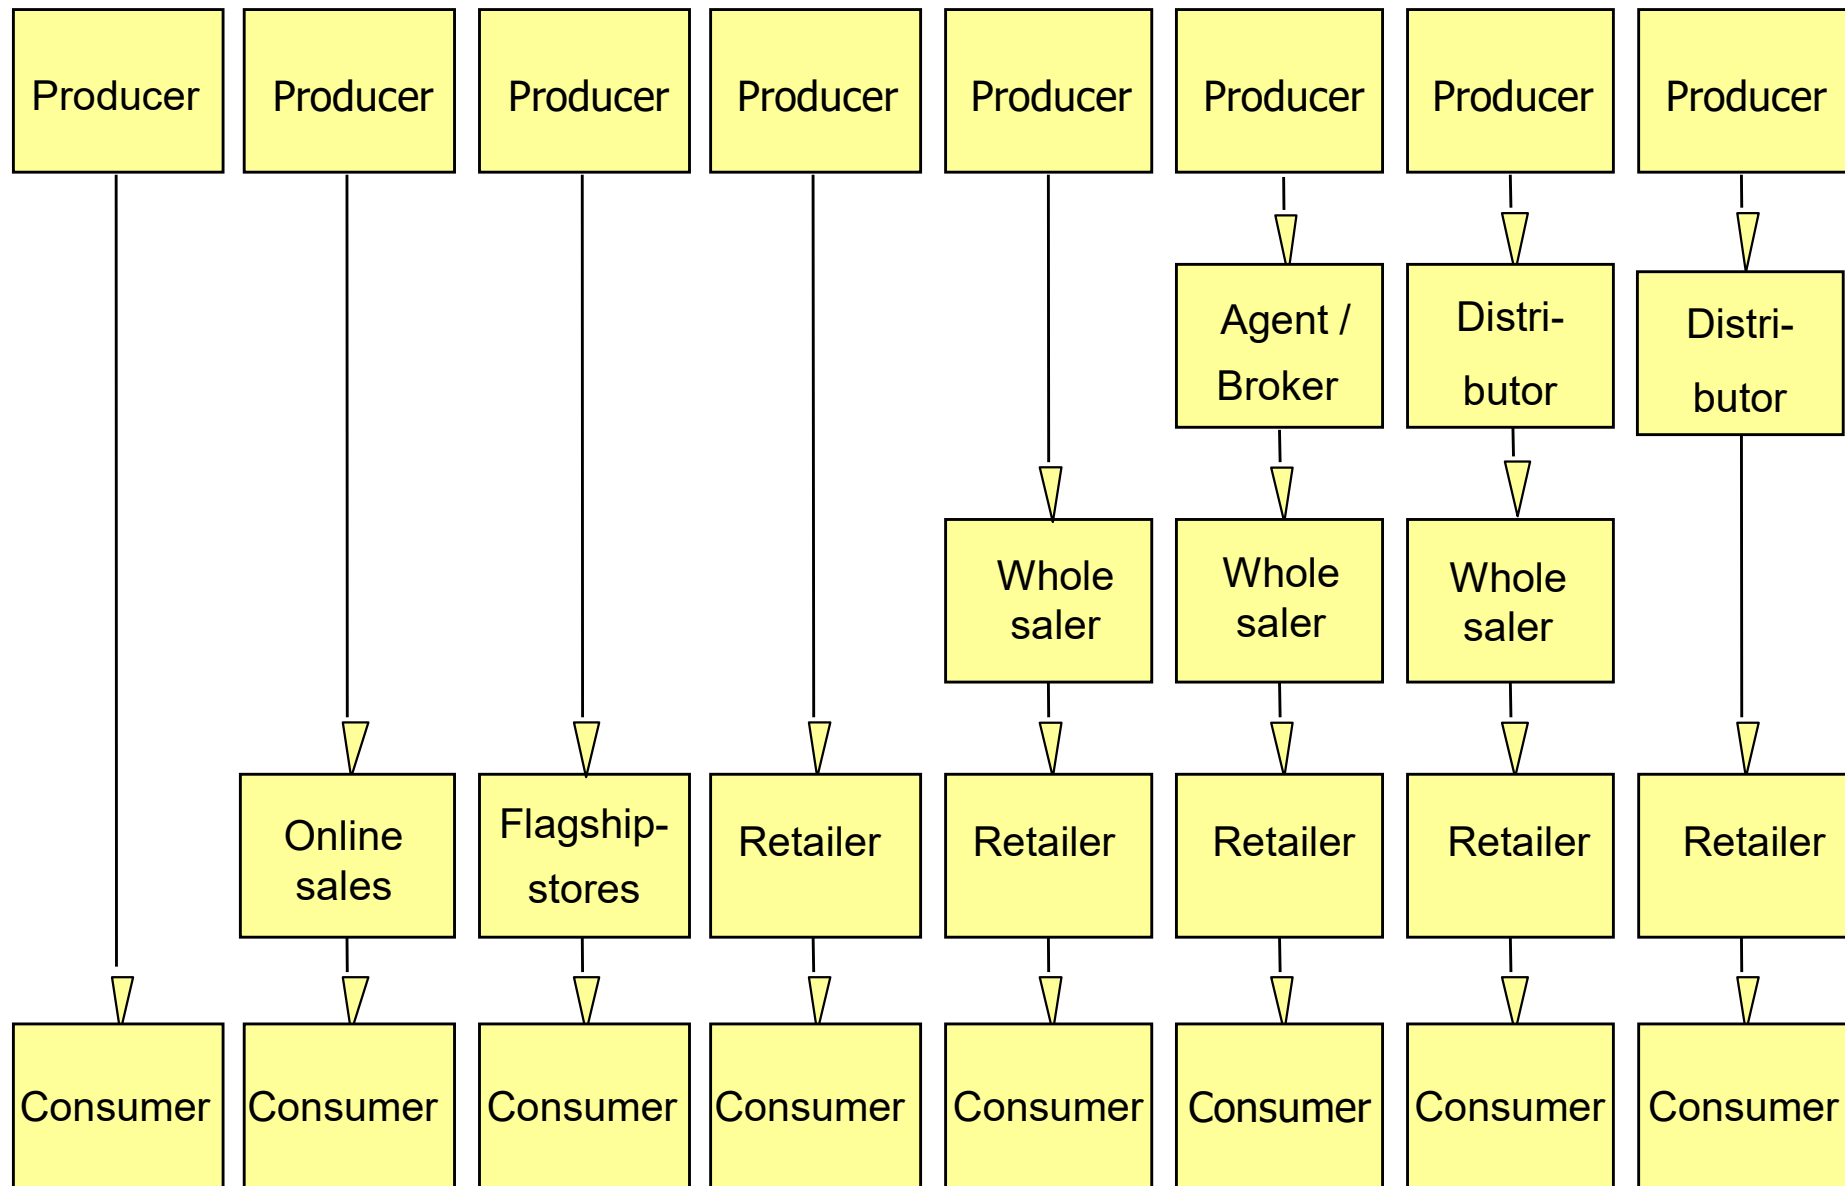 Producer
Producer
Producer
Producer
Producer
Producer
Producer
Producer
Agent /
Broker
Distri-
butor
Distri-
butor
Whole
saler
Whole
saler
Whole
saler
Online
sales
Flagship-
stores
Retailer
Retailer
Retailer
Retailer
Retailer
Consumer
Consumer
Consumer
Consumer
Consumer
Consumer
Consumer
Consumer